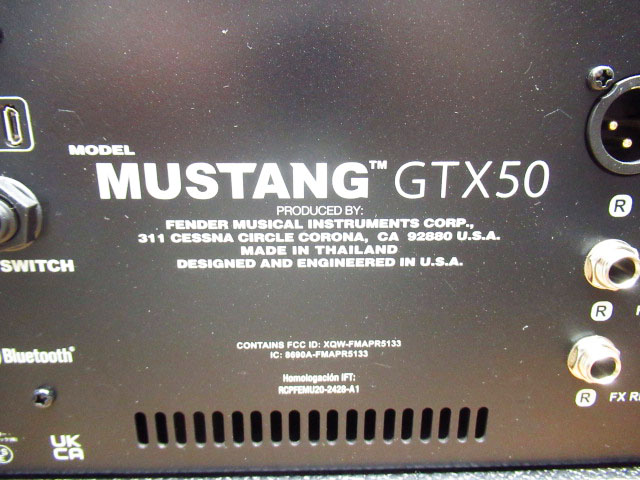 MODEL
MUSTANG™ GTX50
PRODUCED BY:
FENDER MUSICAL INSTRUMENTS CORP.,
311 CESSNA CIRCLE CORONA, CA 92880 U.S.A.
MADE IN THAILAND
DESIGNED AND ENGINEERED IN U.S.A.
R
SWITCH
R
CONTAINS FCC ID: XQW-FMAPR5133
IC: 8690A-FMAPR5133
Bluetooth®
Homologación IFT:
RCPFEMU20-2428-A1
R
FX
UK
CA